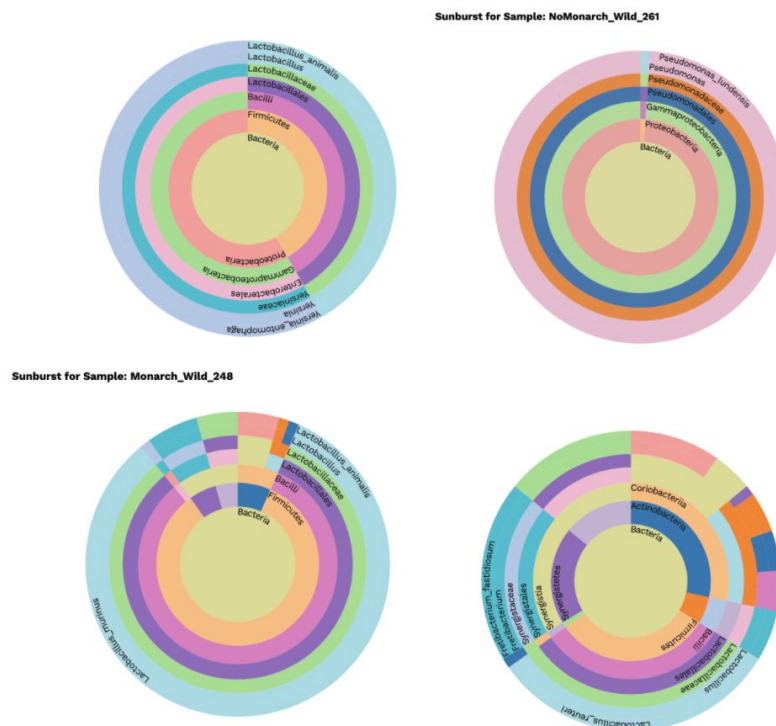 Sunburst for Sample: NoMonarch_Wild_261
Lactobacillus_animalis
Lactobacillus
Lactobacillaceae
Lactobacillales
Bacilli
Firmicutes
Bacteria
Proteobacteria
Gammaproteobacteria
Enterobacterales
Yersiniaceae
Yersinia
Yersinia_entomophaga
Pseudomonas_lundensis
Pseudomonas
Pseudomonadaceae
Pseudomonadales
Gammaproteobacteria
Proteobacteria
Bacteria
Sunburst for Sample: Monarch_Wild_248
Lactobacillus_animalis
Lactobacillus
Lactobacillaceae
Lactobacillales
Bacilli
Firmicutes
Bacteria
Lactobacillus_murinus
Coriobacteriia
Actinobacteria
Bacteria
Synergistetes
Synergistia
Synergistales
Synergistaceae
Fretibacterium
Fretibacterium_fastidiosum
Firmicutes
Bacilli
Lactobacillales
Lactobacillaceae
Lactobacillus
Lactobacillus_reuteri